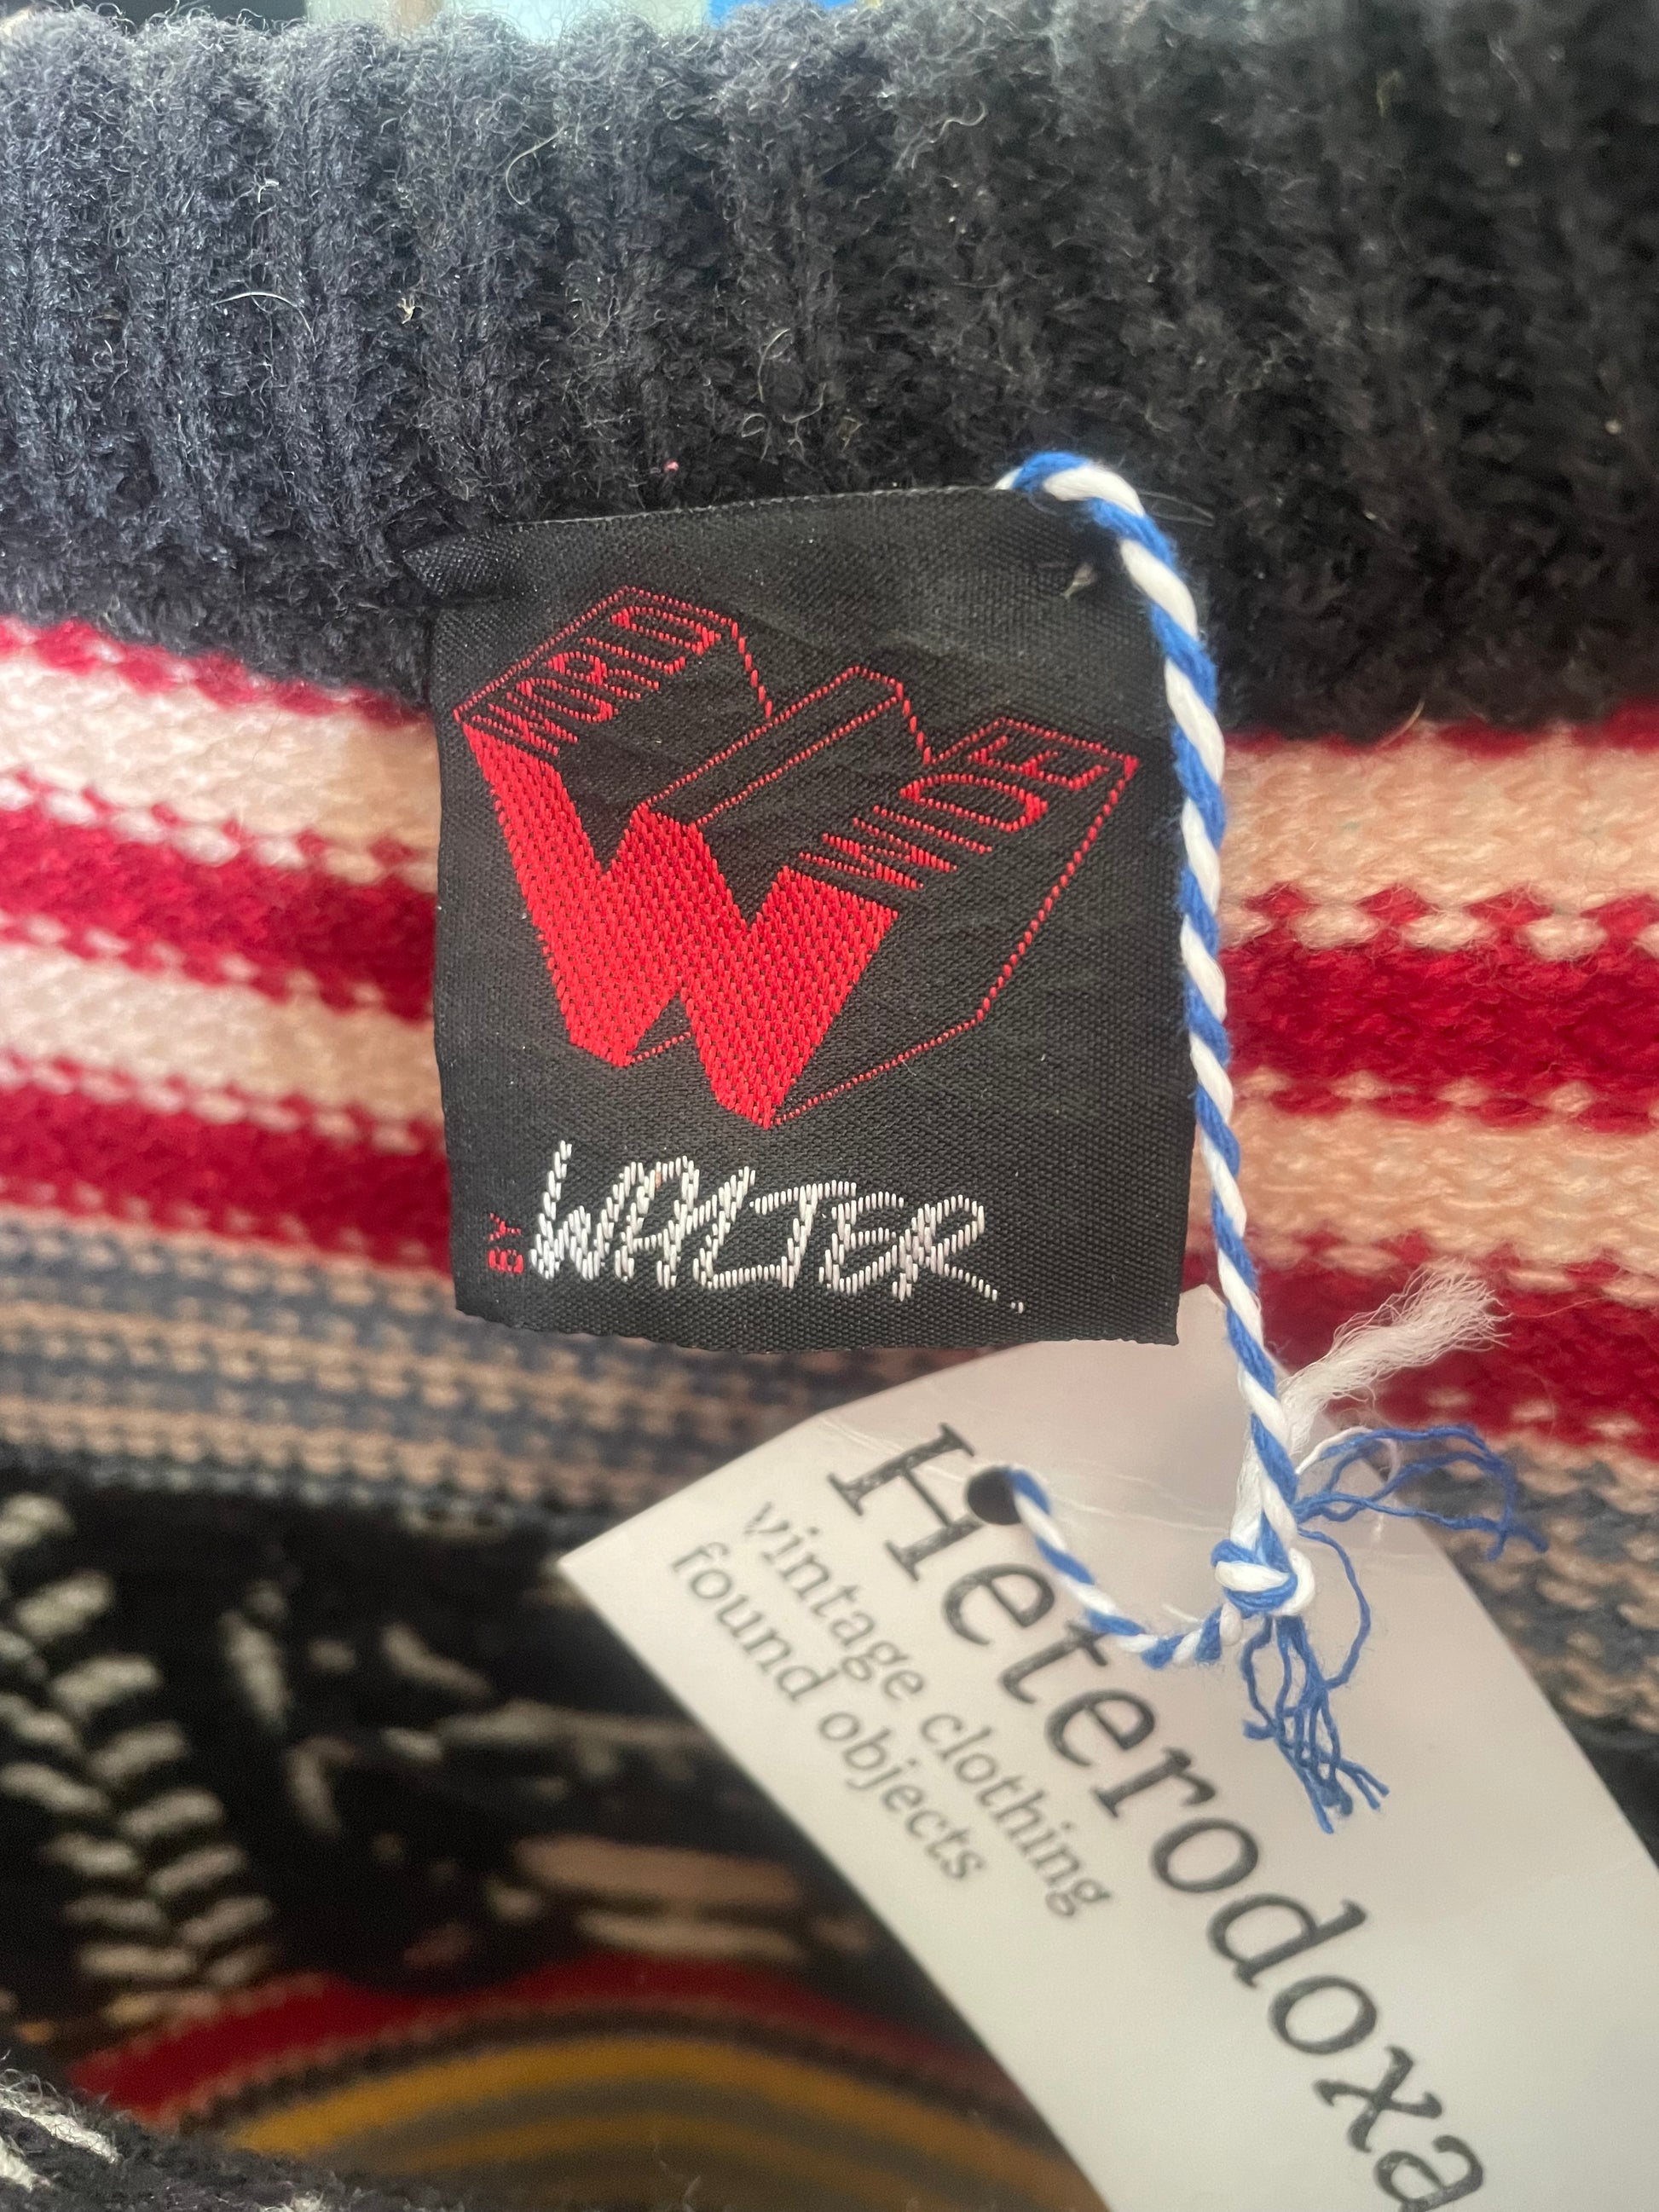 WORLD
WIDE
W
BY WALTER.
Heterodoxa
vintage clothing
found objects